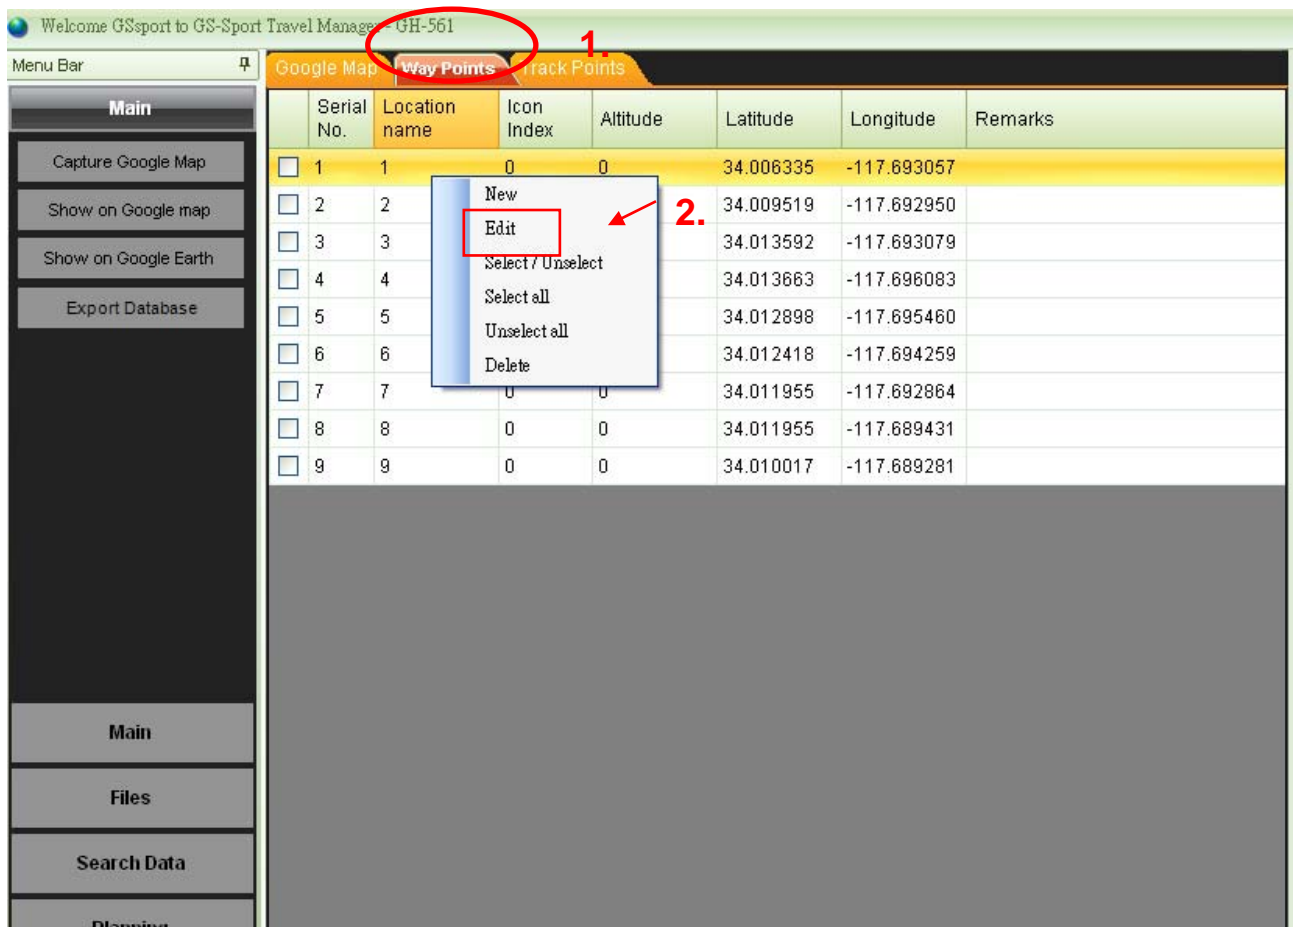 Welcome GSsport to GS-Sport Travel Manager - GH-561
Menu Bar
Google Map Way Points Track Points
1.
Main
Serial No. Location name Icon Index Altitude Latitude Longitude Remarks
Capture Google Map
Show on Google map
Show on Google Earth
Export Database
1 1 0 0 34.006335 -117.693057
2 2 34.009519 -117.692950
3 3 34.013592 -117.693079
4 4 34.013663 -117.696083
5 5 34.012898 -117.695460
6 6 34.012418 -117.694259
7 7 0 0 34.011955 -117.692864
8 8 0 0 34.011955 -117.689431
9 9 0 0 34.010017 -117.689281
New
Edit
Select / Unselect
Select all
Unselect all
Delete
2.
Main
Files
Search Data
Planning